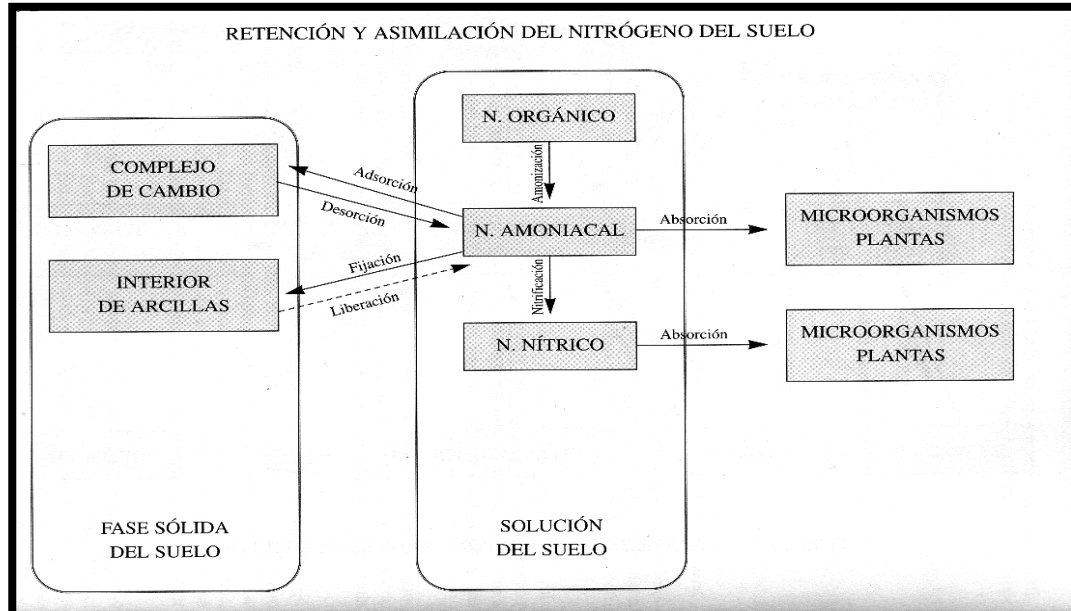 RETENCIÓN Y ASIMILACIÓN DEL NITRÓGENO DEL SUELO
COMPLEJO
DE CAMBIO
INTERIOR
DE ARCILLAS
FASE SÓLIDA
DEL SUELO
Adsorción
Desorción
Fijación
Liberación
N. ORGÁNICO
Amonización
N. AMONIACAL
Nitrificación
N. NÍTRICO
SOLUCIÓN
DEL SUELO
Absorción
MICROORGANISMOS
PLANTAS
Absorción
MICROORGANISMOS
PLANTAS